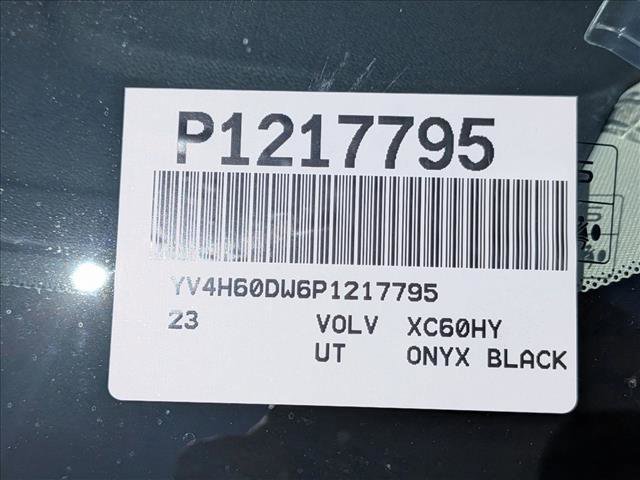 P1217795
YV4H60DW6P1217795
23 VOLV XC60HY
UT ONYX BLACK